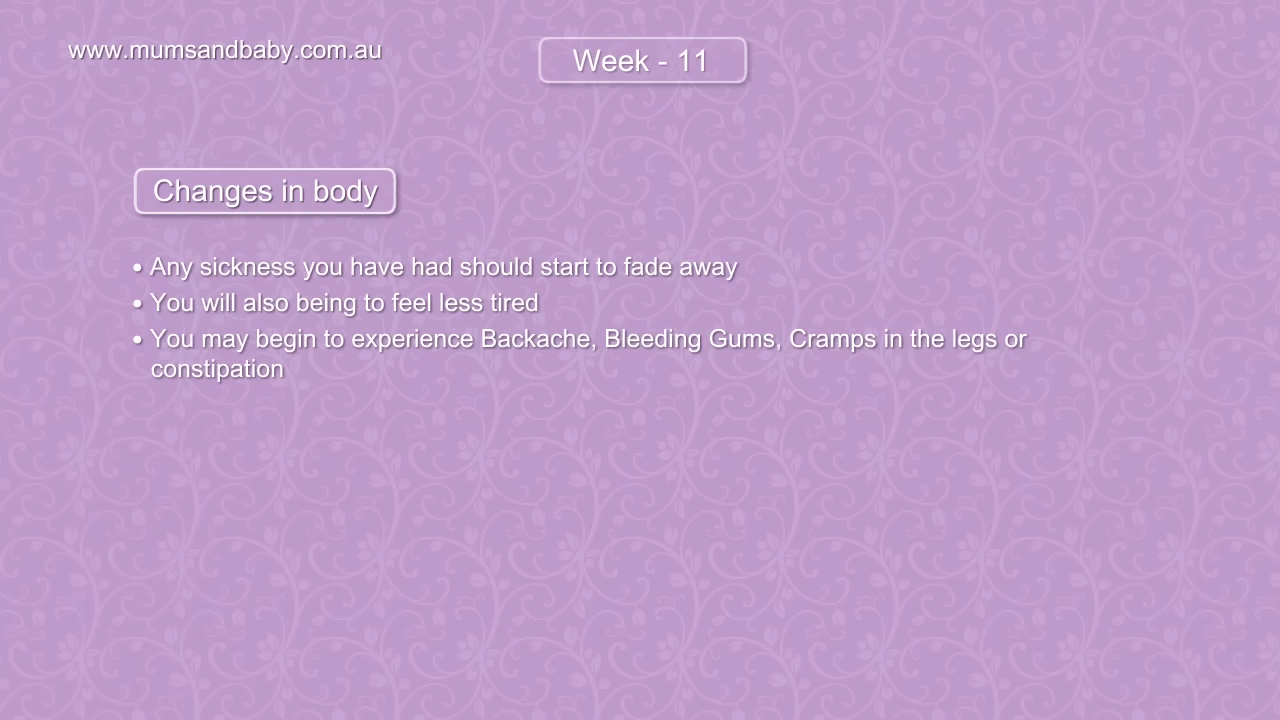 www.mumsandbaby.com.au
Week - 11
Changes in body
• Any sickness you have had should start to fade away
• You will also being to feel less tired
• You may begin to experience Backache, Bleeding Gums, Cramps in the legs or
constipation